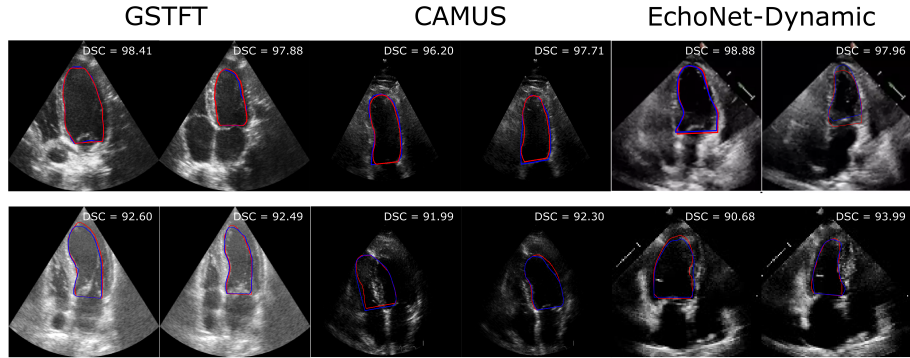 GSTFT CAMUS EchoNet-Dynamic
DSC = 98.41 DSC = 97.88 DSC = 96.20 DSC = 97.71 DSC = 98.88 DSC = 97.96
DSC = 92.60 DSC = 92.49 DSC = 91.99 DSC = 92.30 DSC = 90.68 DSC = 93.99